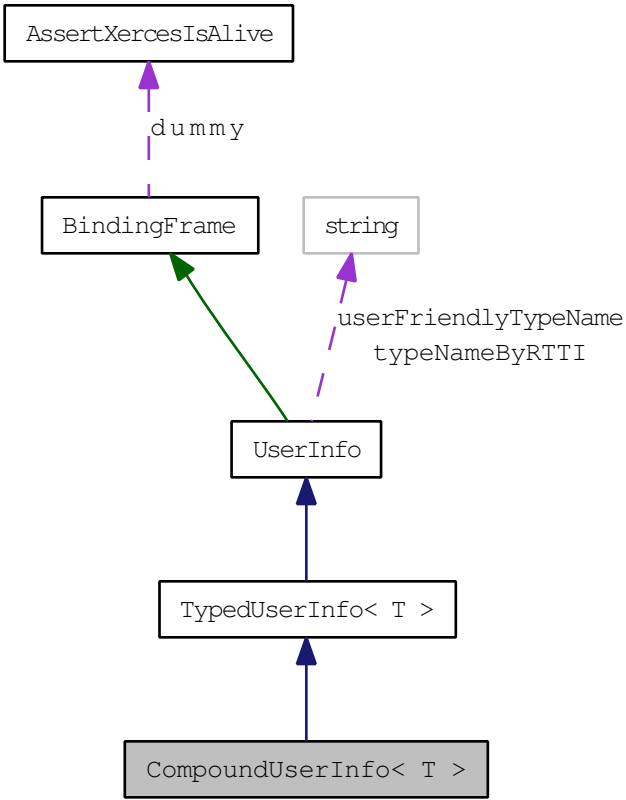 AssertXercesIsAlive
dummy
BindingFrame
string
userFriendlyTypeName
typeNameByRTTI
UserInfo
TypedUserInfo< T >
CompoundUserInfo< T >